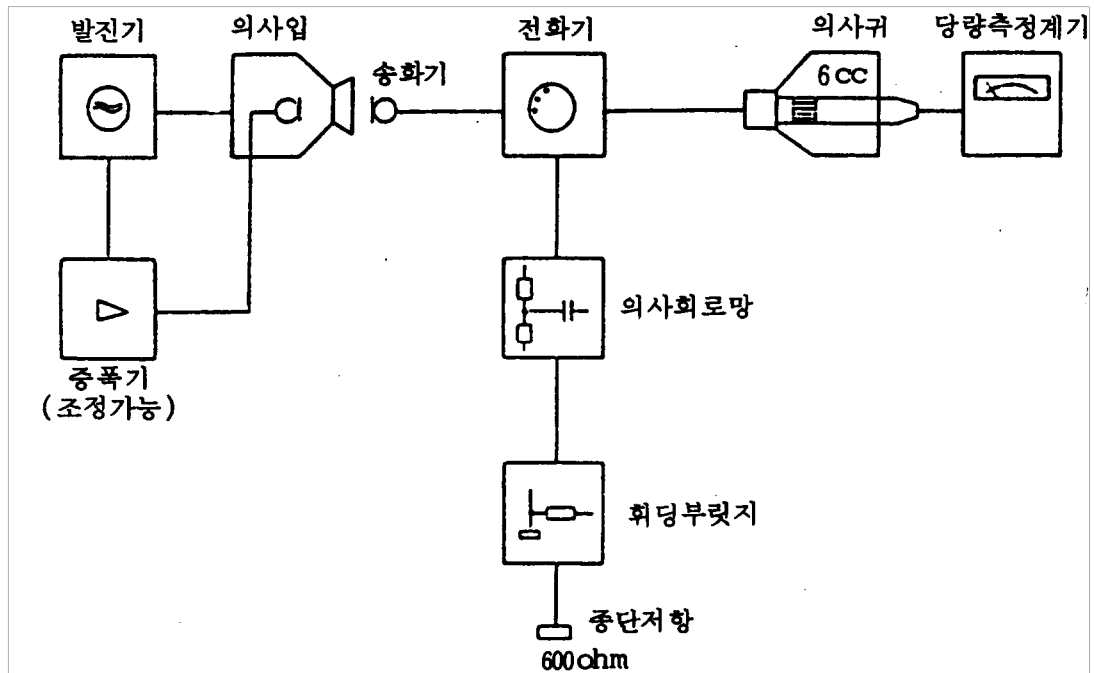 발진기
의사입
전화기
의사귀
당량측정계기
송화기
6cc
의사회로망
증폭기
(조정가능)
휘딩부릿지
종단저항
600ohm